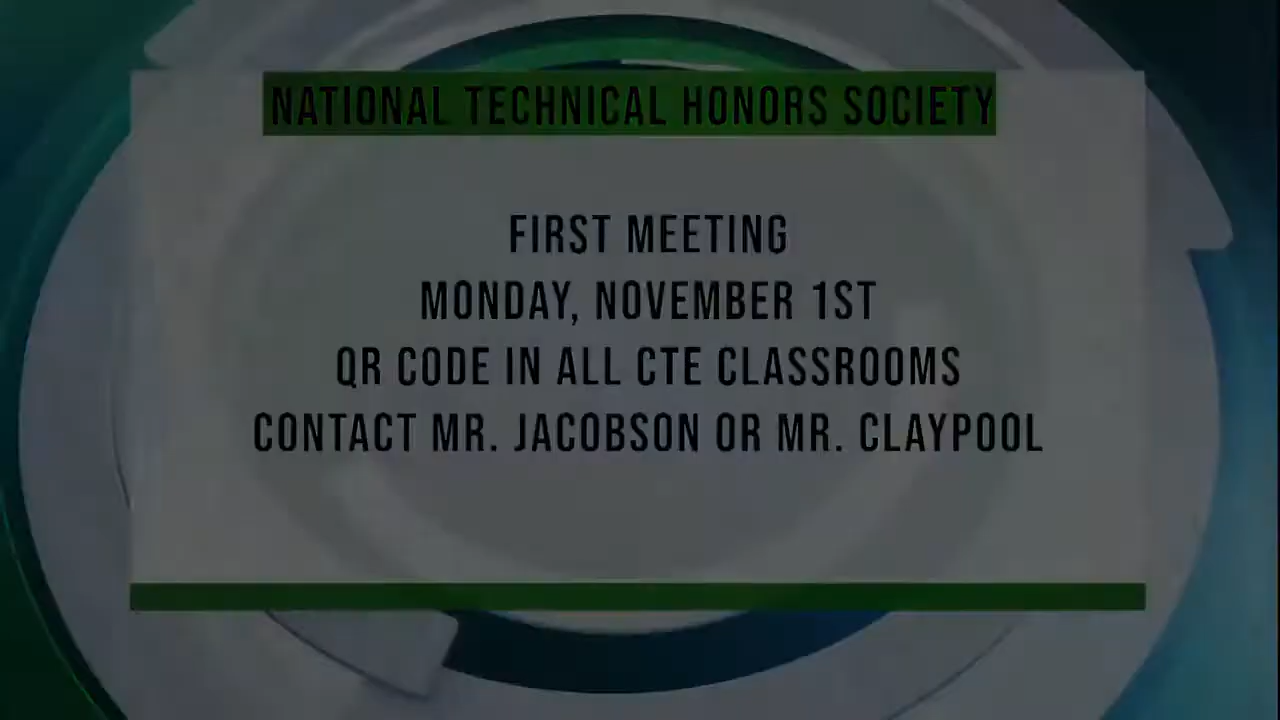 NATIONAL TECHNICAL HONORS SOCIETY
FIRST MEETING
MONDAY, NOVEMBER 1ST
QR CODE IN ALL CTE CLASSROOMS
CONTACT MR. JACOBSON OR MR. CLAYPOOL